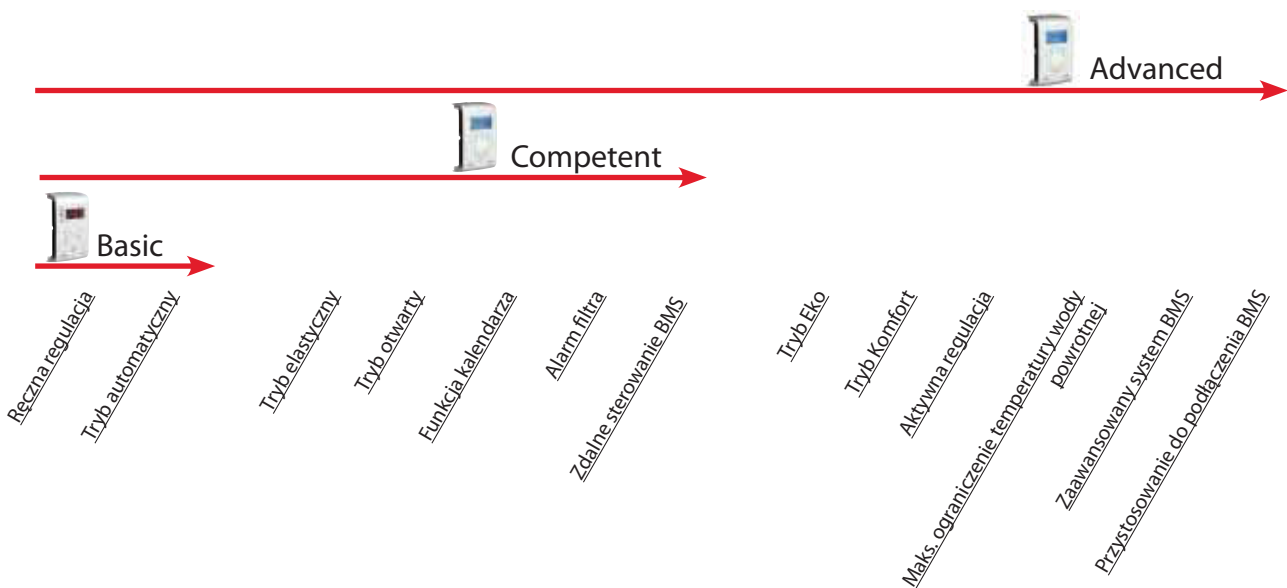 Advanced
Competent
Basic
Ręczna regulacja
Tryb automatyczny
Tryb elastyczny
Tryb otwarty
Funkcja kalendarza
Alarm filtra
Zdalne sterowanie BMS
Tryb Eko
Tryb Komfort
Aktywna regulacja
Maks. ograniczenie temperatury wody
powrotnej
Zaawansowany system BMS
Przystosowanie do podłączenia BMS